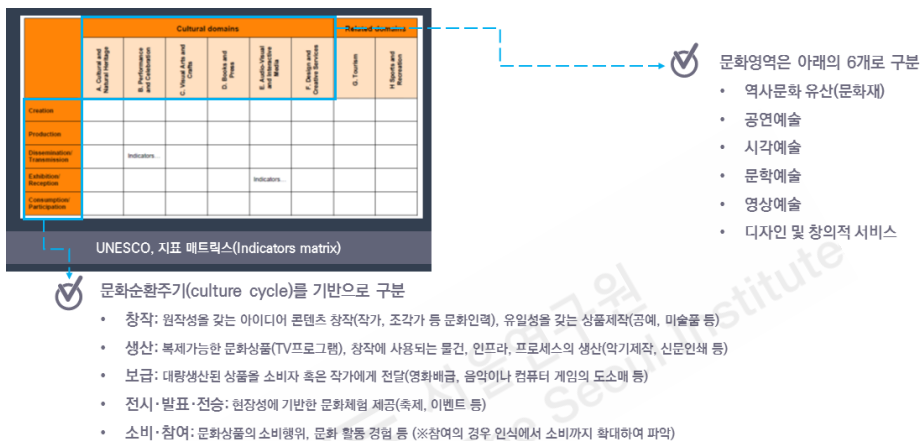 Cultural domains
Related domains
A. Cultural and Natural Heritage
B. Performance and Celebration
C. Visual Arts and Crafts
D. Books and Press
E. Audio-Visual and Interactive Media
F. Design and Creative Services
G. Tourism
H Sports and Recreation
Creation
Production
Dissemination/ Transmission
Indicators...
Exhibition/ Reception
Indicators...
Consumption/ Participation
UNESCO, 지표 매트릭스(Indicators matrix)
문화영역은 아래의 6개로 구분
• 역사문화 유산(문화재)
• 공연예술
• 시각예술
• 문학예술
• 영상예술
• 디자인 및 창의적 서비스
문화순환주기(culture cycle)를 기반으로 구분
• 창작: 원작성을 갖는 아이디어 콘텐츠 창작(작가, 조각가 등 문화인력), 유일성을 갖는 상품제작(공예, 미술품 등)
• 생산: 복제가능한 문화상품(TV프로그램), 창작에 사용되는 물건, 인프라, 프로세스의 생산(악기제작, 신문인쇄 등)
• 보급: 대량생산된 상품을 소비자 혹은 작가에게 전달(영화배급, 음악이나 컴퓨터 게임의 도소매 등)
• 전시·발표·전승: 현장성에 기반한 문화체험 제공(축제, 이벤트 등)
• 소비·참여: 문화상품의 소비행위, 문화 활동 경험 등 (※참여의 경우 인식에서 소비까지 확대하여 파악)
서울연구원
The Seoul Institute